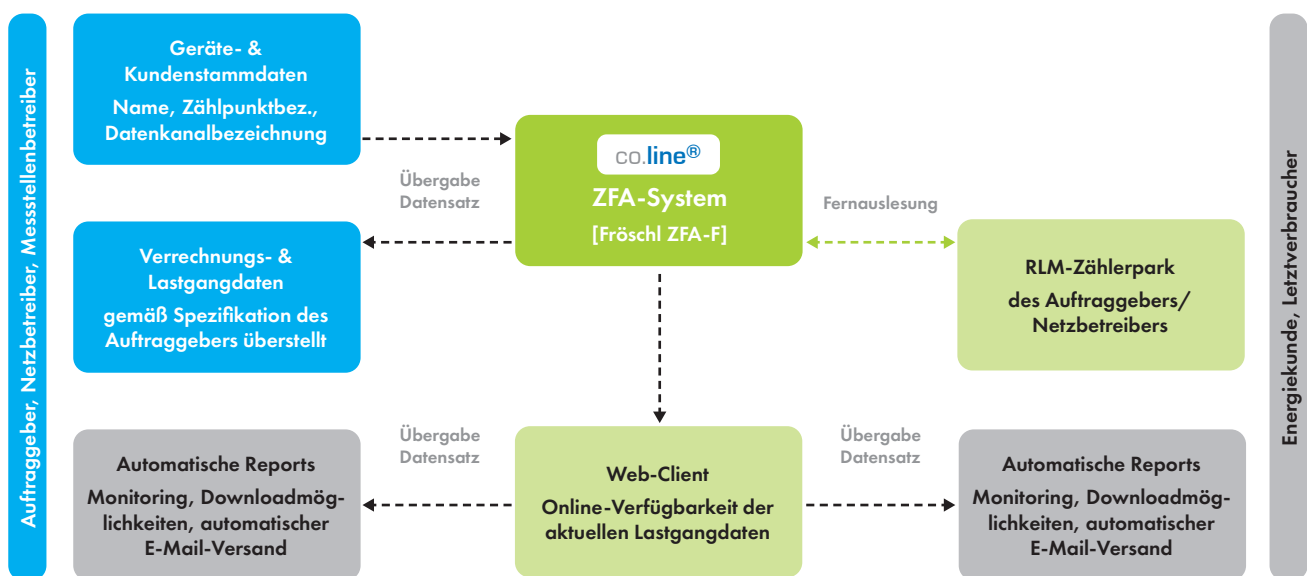 Auftraggeber, Netzbetreiber, Messstellenbetreiber
Geräte- &
Kundenstammdaten
Name, Zählpunktbez.,
Datenkanalbezeichnung
Übergabe
Datensatz
co.line®
ZFA-System
[Fröschl ZFA-F]
Fernauslesung
Verrechnungs- &
Lastgangdaten
gemäß Spezifikation des
Auftraggebers überstellt
RLM-Zählerpark
des Auftraggebers/
Netzbetreibers
Automatische Reports
Monitoring, Downloadmög-
lichkeiten, automatischer
E-Mail-Versand
Übergabe
Datensatz
Web-Client
Online-Verfügbarkeit der
aktuellen Lastgangdaten
Übergabe
Datensatz
Automatische Reports
Monitoring, Downloadmög-
lichkeiten, automatischer
E-Mail-Versand
Energiekunde, Letztverbraucher